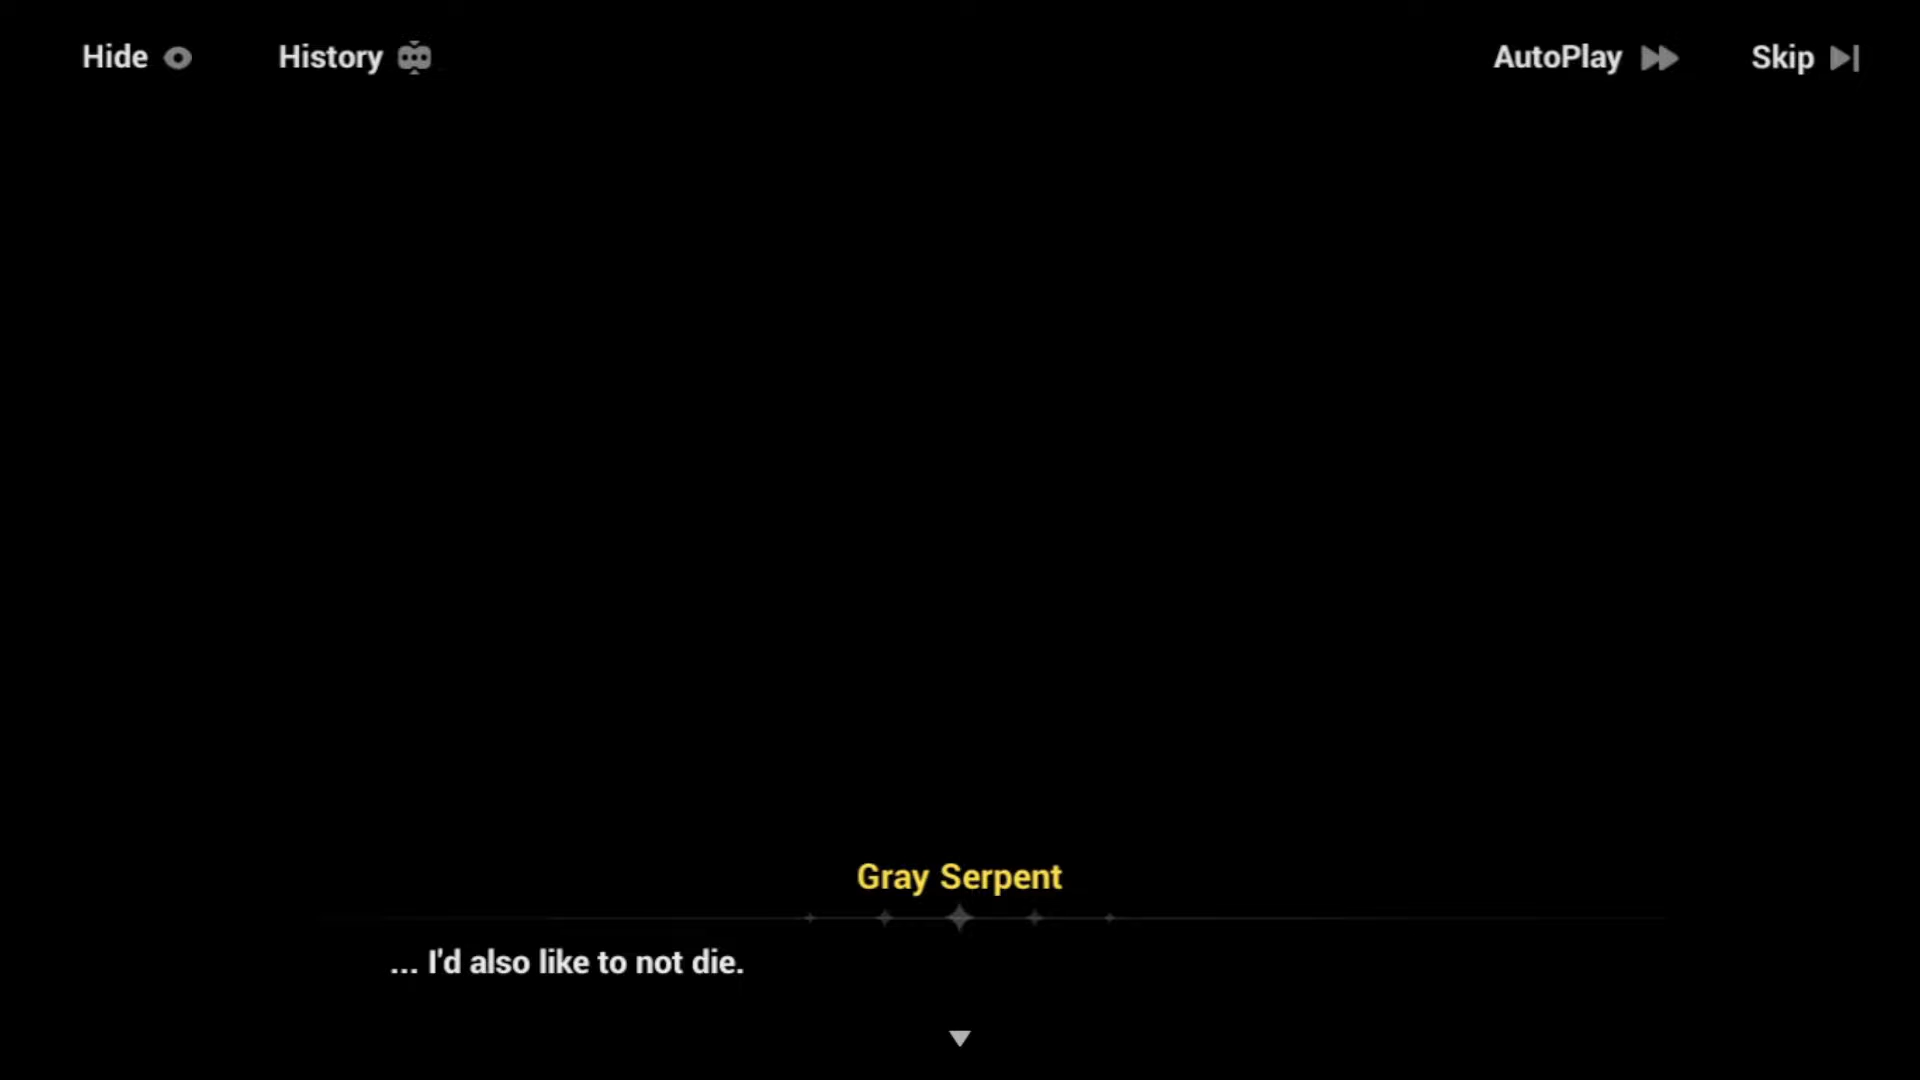 Hide
History
AutoPlay
Skip
Gray Serpent
... I'd also like to not die.